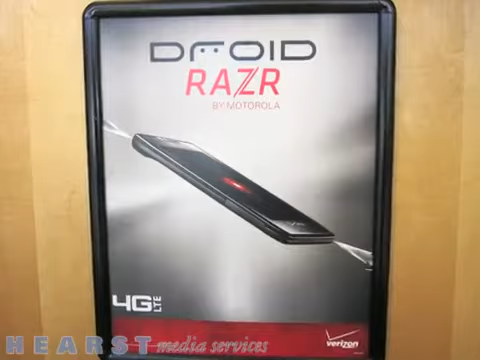 DROID
RAZR
BY MOTOROLA
4G LTE
verizon
HEARST media services